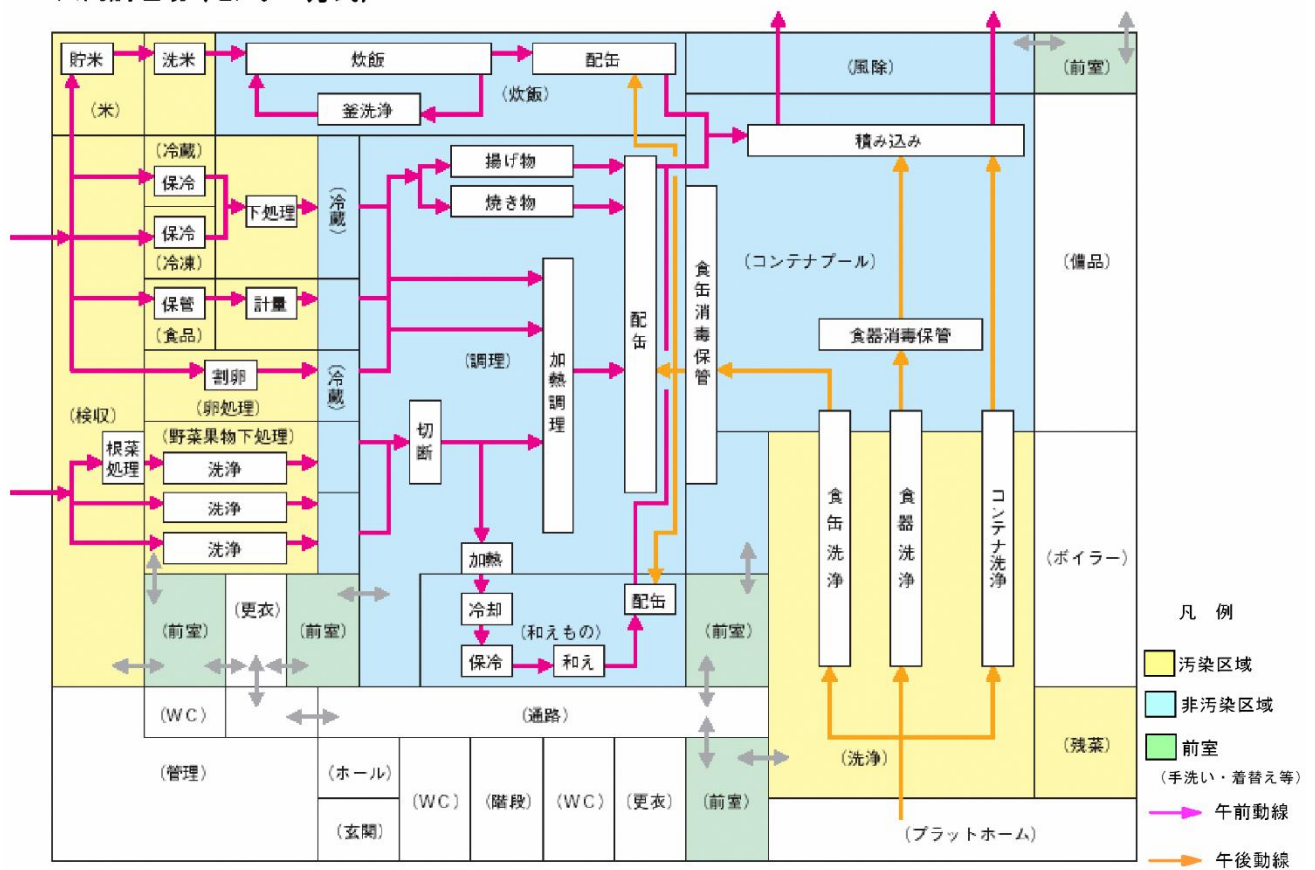 貯米
洗米
炊飯
配缶
(風除)
(前室)
(米)
釜洗浄
(炊飯)
積み込み
(冷蔵)
保冷
揚げ物
下処理
(冷蔵)
焼き物
保冷
(冷凍)
(コンテナプール)
(備品)
食缶消毒保管
保管
計量
配缶
(食品)
食器消毒保管
(調理)
加熱調理
割卵
(冷蔵)
(卵処理)
(検収)
(野菜果物下処理)
切断
根菜
処理
洗浄
洗浄
洗浄
食缶洗浄
食器洗浄
コンテナ洗浄
(ボイラー)
加熱
(更衣)
冷却
配缶
(前室)
(前室)
(和えもの)
(前室)
保冷
和え
凡 例
汚染区域
非汚染区域
前室
(手洗い・着替え等)
午前動線
午後動線
(WC)
(通路)
(残菜)
(管理)
(ホール)
(洗浄)
(WC)
(階段)
(WC)
(更衣)
(前室)
(玄関)
(プラットホーム)